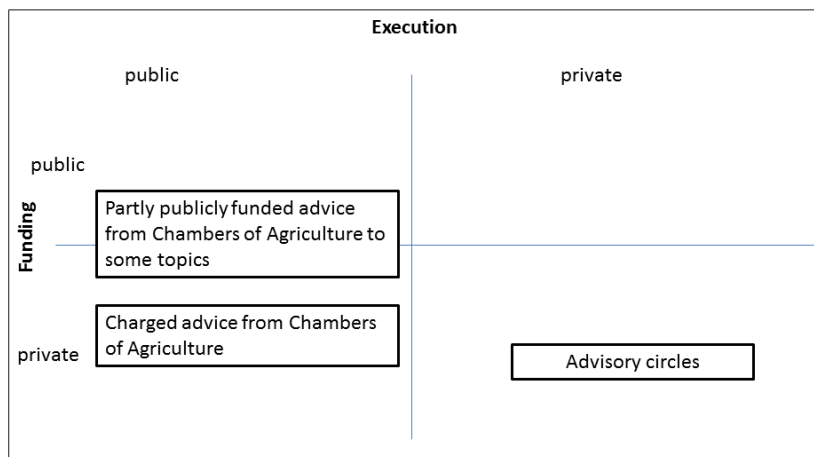 Execution
public
private
public
Funding
Partly publicly funded advice
from Chambers of Agriculture to
some topics
private
Charged advice from Chambers
of Agriculture
Advisory circles